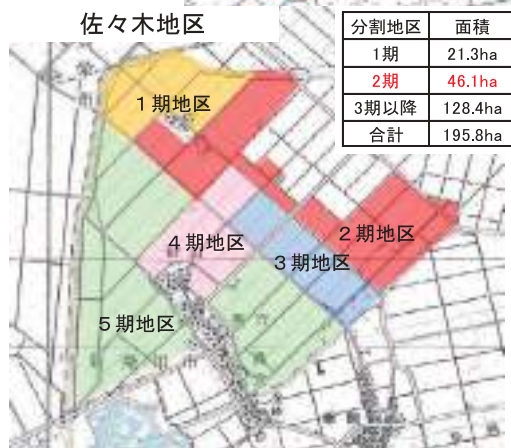 佐々木地区
分割地区 面積
1期 21.3ha
2期 46.1ha
3期以降 128.4ha
合計 195.8ha
1期地区
2期地区
4期地区
3期地区
5期地区